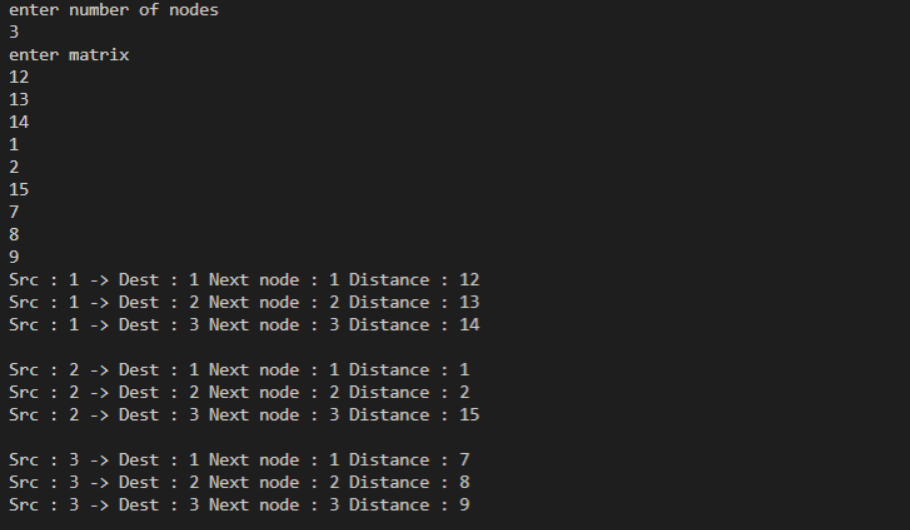 enter number of nodes
3
enter matrix
12
13
14
1
2
15
7
8
9
Src : 1 -> Dest : 1 Next node : 1 Distance : 12
Src : 1 -> Dest : 2 Next node : 2 Distance : 13
Src : 1 -> Dest : 3 Next node : 3 Distance : 14
Src : 2 -> Dest : 1 Next node : 1 Distance : 1
Src : 2 -> Dest : 2 Next node : 2 Distance : 2
Src : 2 -> Dest : 3 Next node : 3 Distance : 15
Src : 3 -> Dest : 1 Next node : 1 Distance : 7
Src : 3 -> Dest : 2 Next node : 2 Distance : 8
Src : 3 -> Dest : 3 Next node : 3 Distance : 9